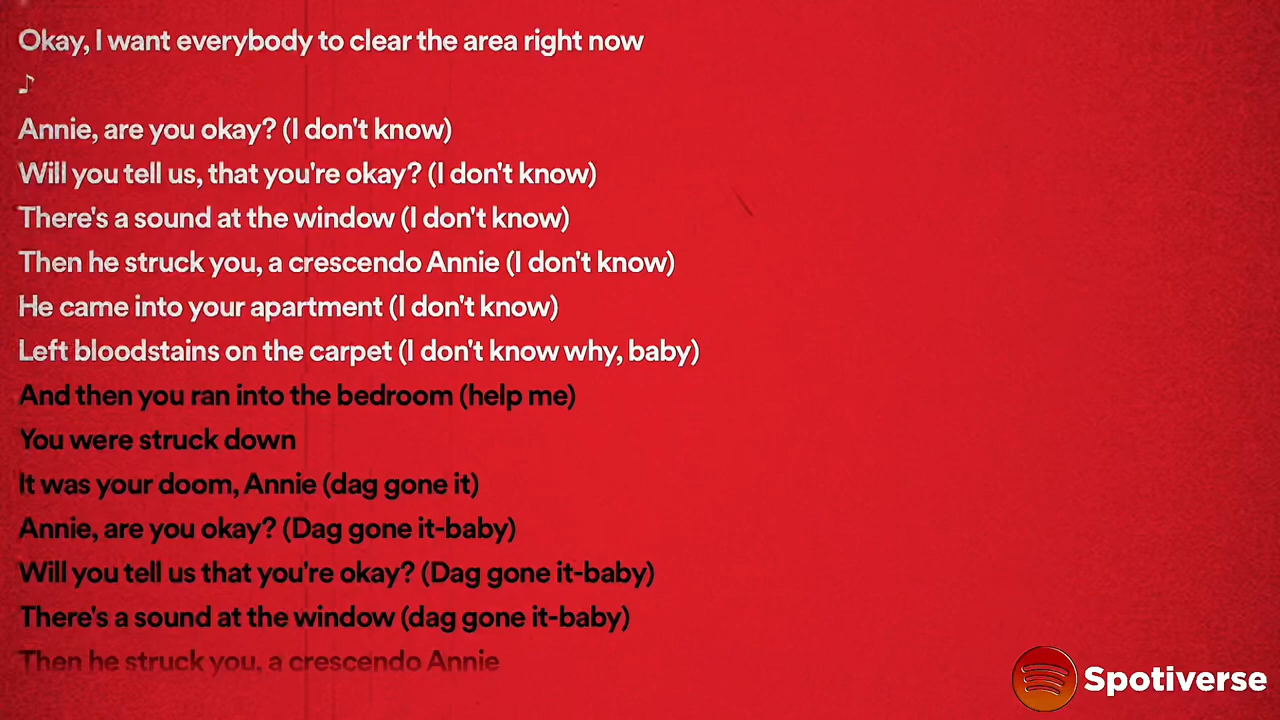 Okay, I want everybody to clear the area right now
♪
Annie, are you okay? (I don't know)
Will you tell us, that you're okay? (I don't know)
There's a sound at the window (I don't know)
Then he struck you, a crescendo Annie (I don't know)
He came into your apartment (I don't know)
Left bloodstains on the carpet (I don't know why, baby)
And then you ran into the bedroom (help me)
You were struck down
It was your doom, Annie (dag gone it)
Annie, are you okay? (Dag gone it-baby)
Will you tell us that you're okay? (Dag gone it-baby)
There's a sound at the window (dag gone it-baby)
Then he struck you, a crescendo Annie
Spotiverse